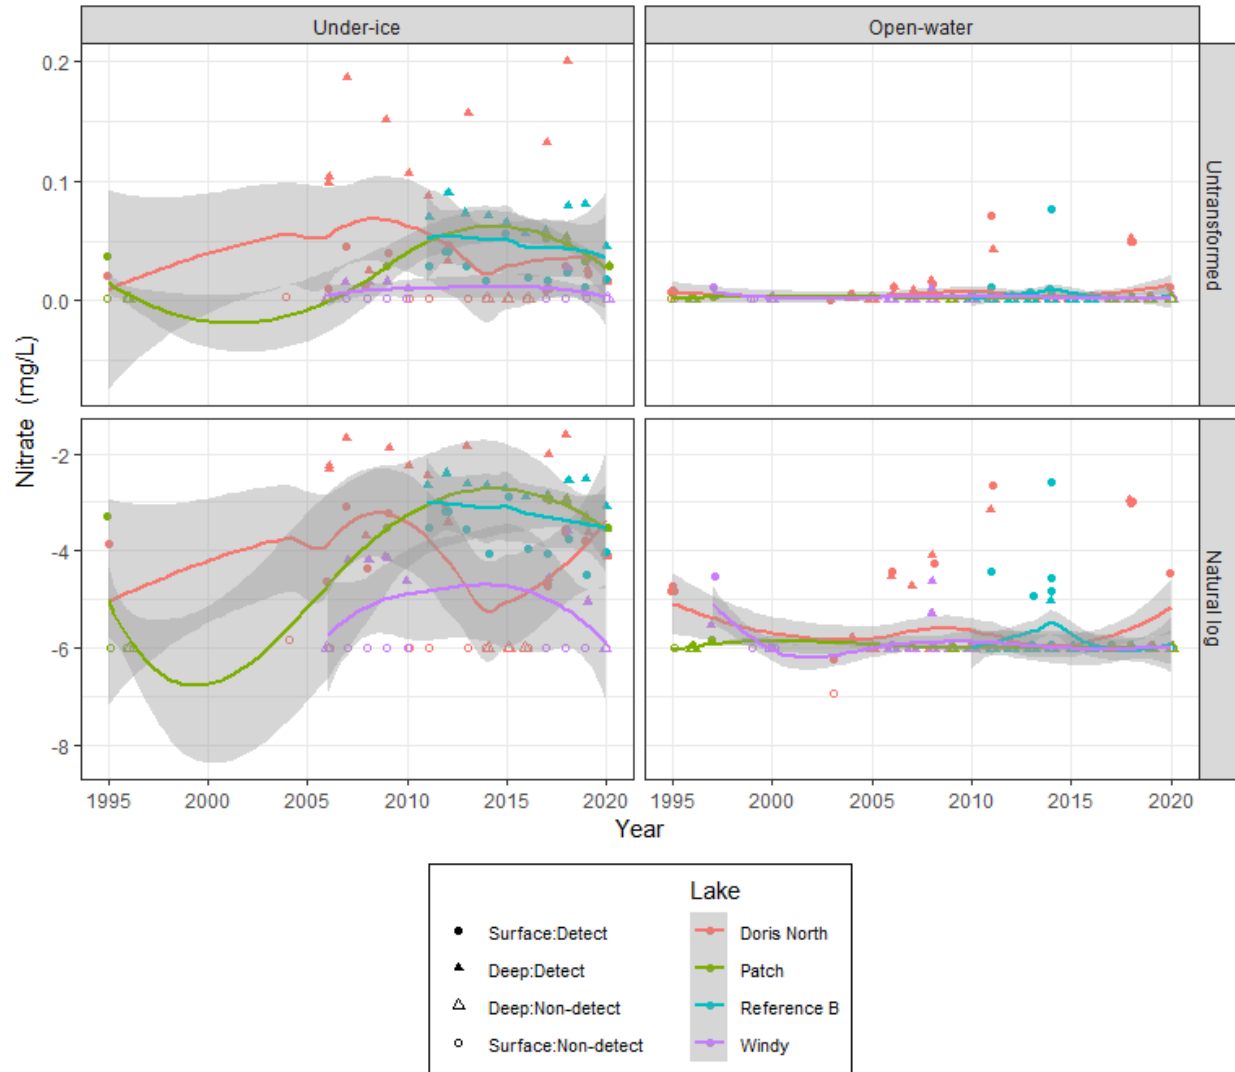 Under-ice
Open-water
Nitrate (mg/L)
0.2
0.1
0.0
Untransformed
-2
-4
-6
-8
Natural log
1995
2000
2005
2010
2015
2020
1995
2000
2005
2010
2015
2020
Year
Surface:Detect
Deep:Detect
Deep:Non-detect
Surface:Non-detect
Lake
Doris North
Patch
Reference B
Windy